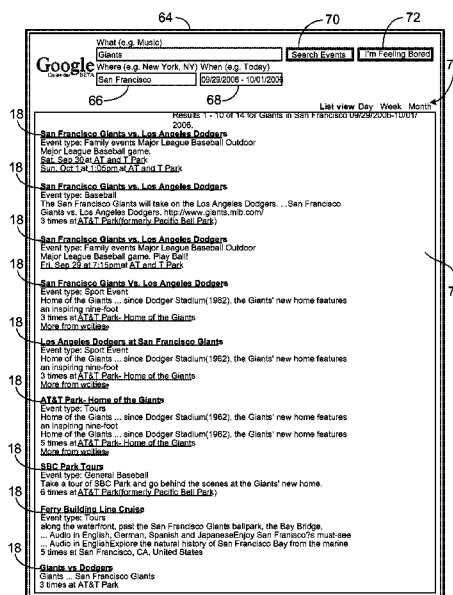 64
70
72
What (e.g. Music)
Giants
Search Events
I'm Feeling Bored
Google
Calendar BETA
Where (e.g. New York, NY) When (e.g. Today)
San Francisco
09/29/2006 - 10/01/2006
66
68
List view Day Week Month
Results 1 - 10 of 14 for Giants in San Francisco 09/29/2006-10/01/
2006.
18
San Francisco Giants vs. Los Angeles Dodgers
Event type: Family events Major League Baseball Outdoor
Major League Baseball game.
Sat. Sep 30 at AT and T Park
Sun. Oct 1 at 1:05pm at AT and T Park
18
San Francisco Giants vs. Los Angeles Dodgers
Event type: Baseball
The San Francisco Giants will take on the Los Angeles Dodgers. ...San Francisco
Giants vs. Los Angeles Dodgers. http://www.giants.mlb.com/
3 times at AT&T Park(formerly Pacific Bell Park)
18
San Francisco Giants vs. Los Angeles Dodgers
Event type: Family events Major League Baseball Outdoor
Major League Baseball game. Play Ball!
Fri. Sep 29 at 7:15pm at AT and T Park
18
San Francisco Giants Vs. Los Angeles Dodgers
Event type: Sport Event
Home of the Giants ... since Dodger Stadium(1962), the Giants' new home features
an inspiring nine-foot
3 times at AT&T Park- Home of the Giants
More from wcities»
18
Los Angeles Dodgers at San Francisco Giants
Event type: Sport Event
Home of the Giants ... since Dodger Stadium(1962), the Giants' new home features
an inspiring nine-foot
3 times at AT&T Park- Home of the Giants
More from wcities»
18
AT&T Park- Home of the Giants
Event type: Tours
Home of the Giants ... since Dodger Stadium(1962), the Giants' new home features
an inspiring nine-foot
Home of the Giants ... since Dodger Stadium(1962), the Giants' new home features
5 times at AT&T Park- Home of the Giants
More from wcities»
18
SBC Park Tours
Event type: General Baseball
Take a tour of SBC Park and go behind the scenes at the Giants' new home.
6 times at AT&T Park(formerly Pacific Bell Park)
18
Ferry Building Line Cruise
Event type: Tours
along the waterfront, past the San Francisco Giants ballpark, the Bay Bridge,
... Audio in English, German, Spanish and JapaneseEnjoy San Franisco?s must-see
... Audio in EnglishExplore the natural history of San Francisco Bay from the marine
5 times at San Francisco, CA, United States
18
Giants vs Dodgers
Giants ... San Francisco Giants
3 times at AT&T Park